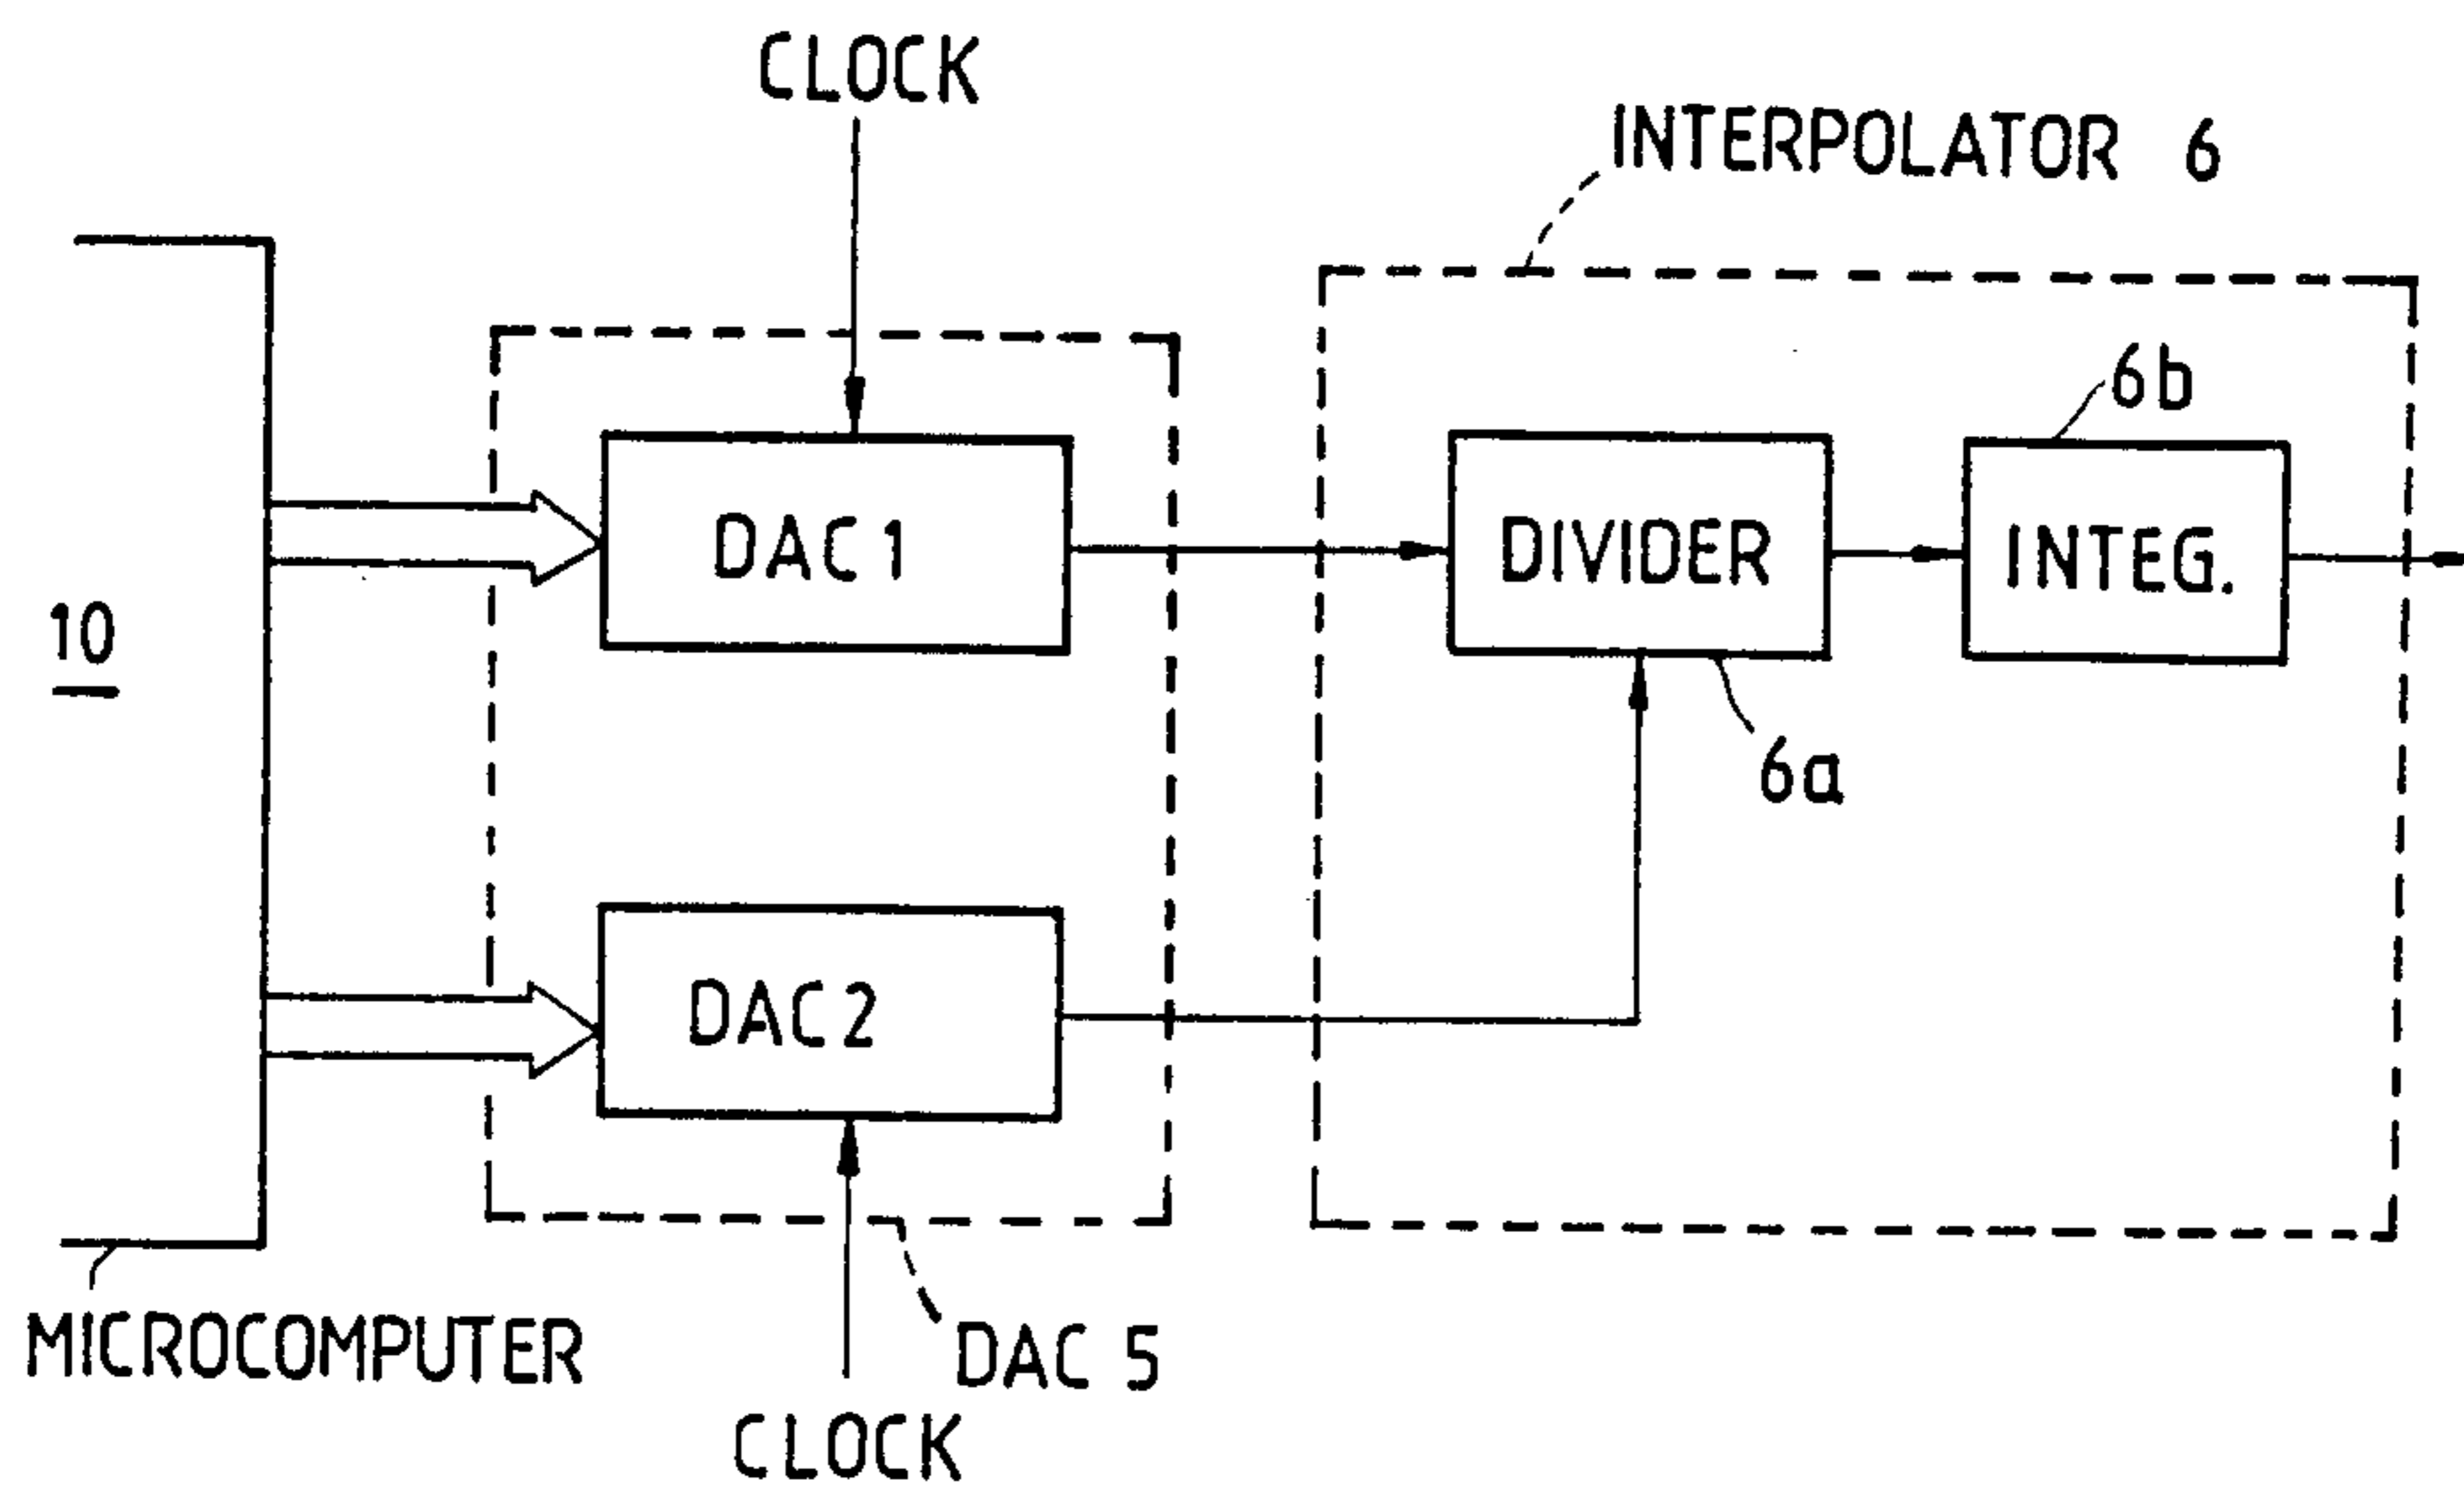 CLOCK
INTERPOLATOR 6
6b
DAC 1
DIVIDER
INTEG.
10
6a
DAC 2
MICROCOMPUTER
DAC 5
CLOCK